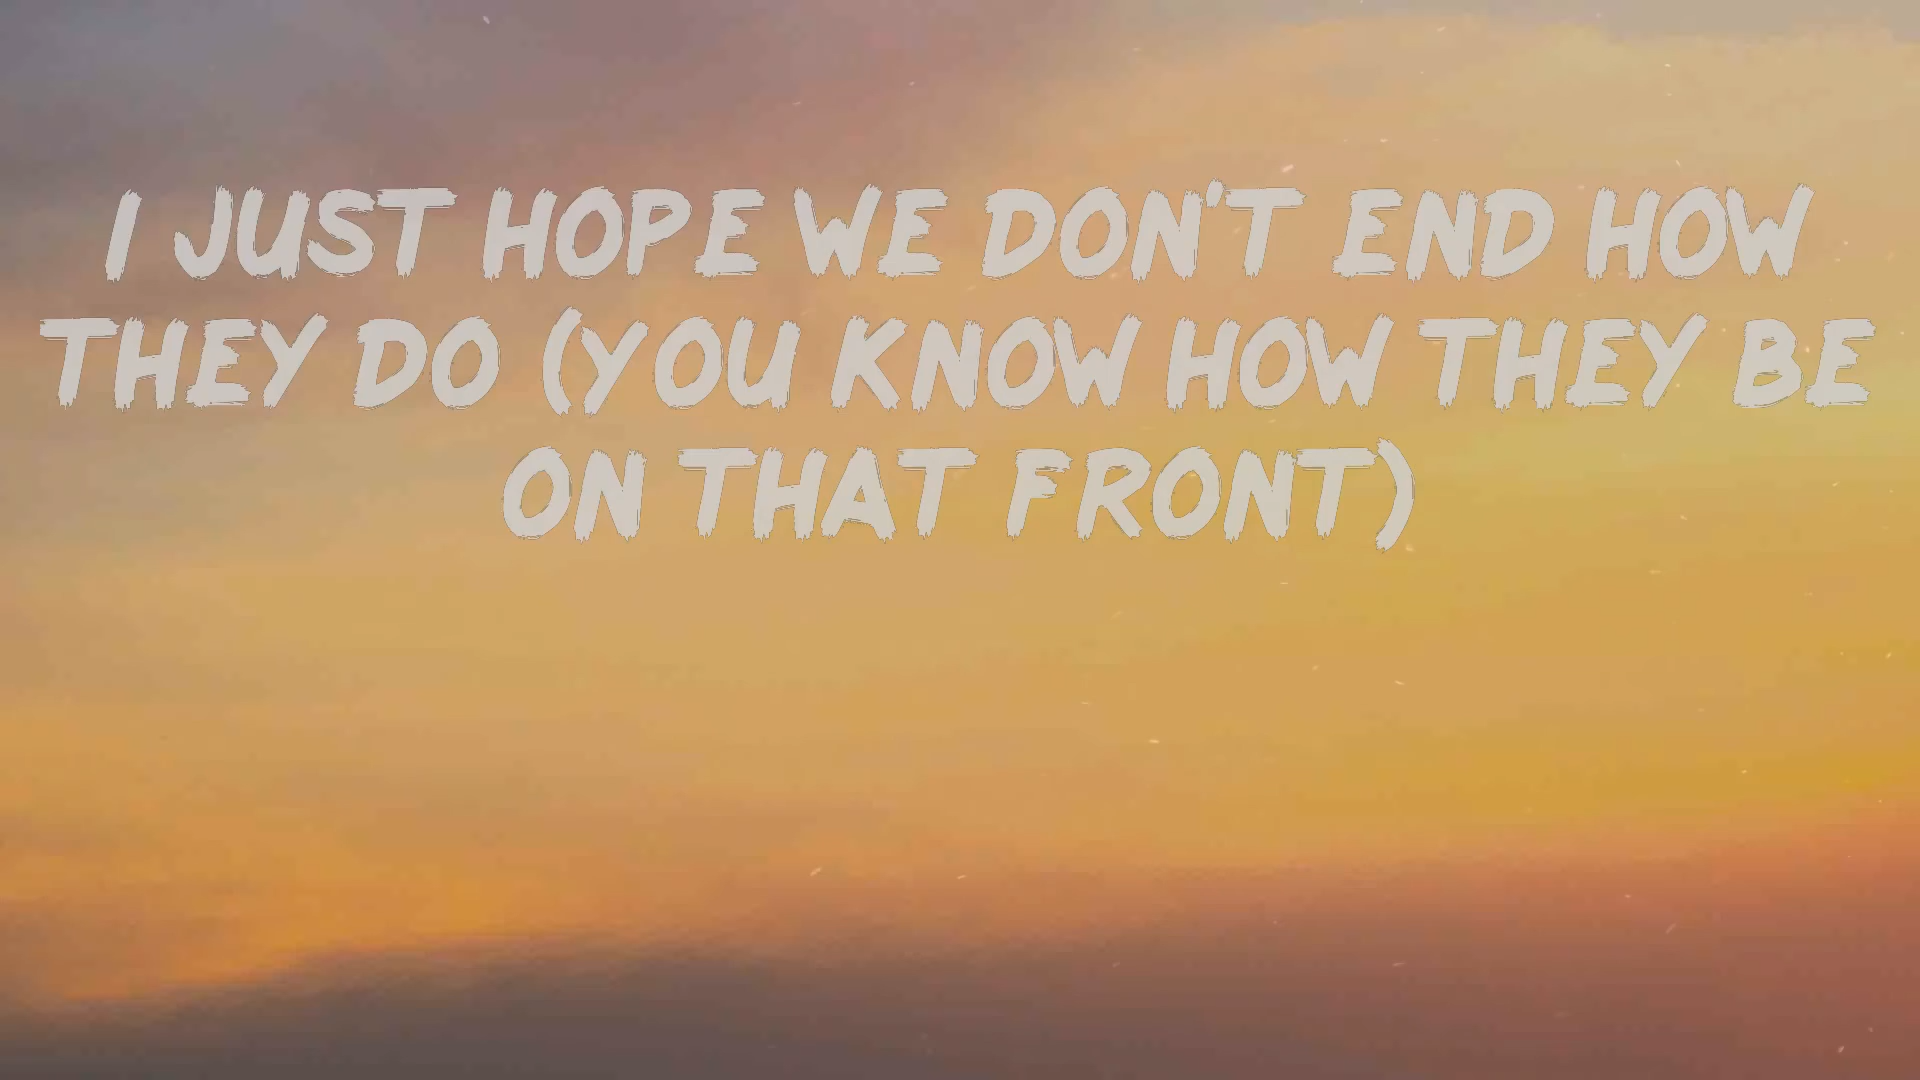 I JUST HOPE WE DON'T END HOW
THEY DO (YOU KNOW HOW THEY BE
ON THAT FRONT)